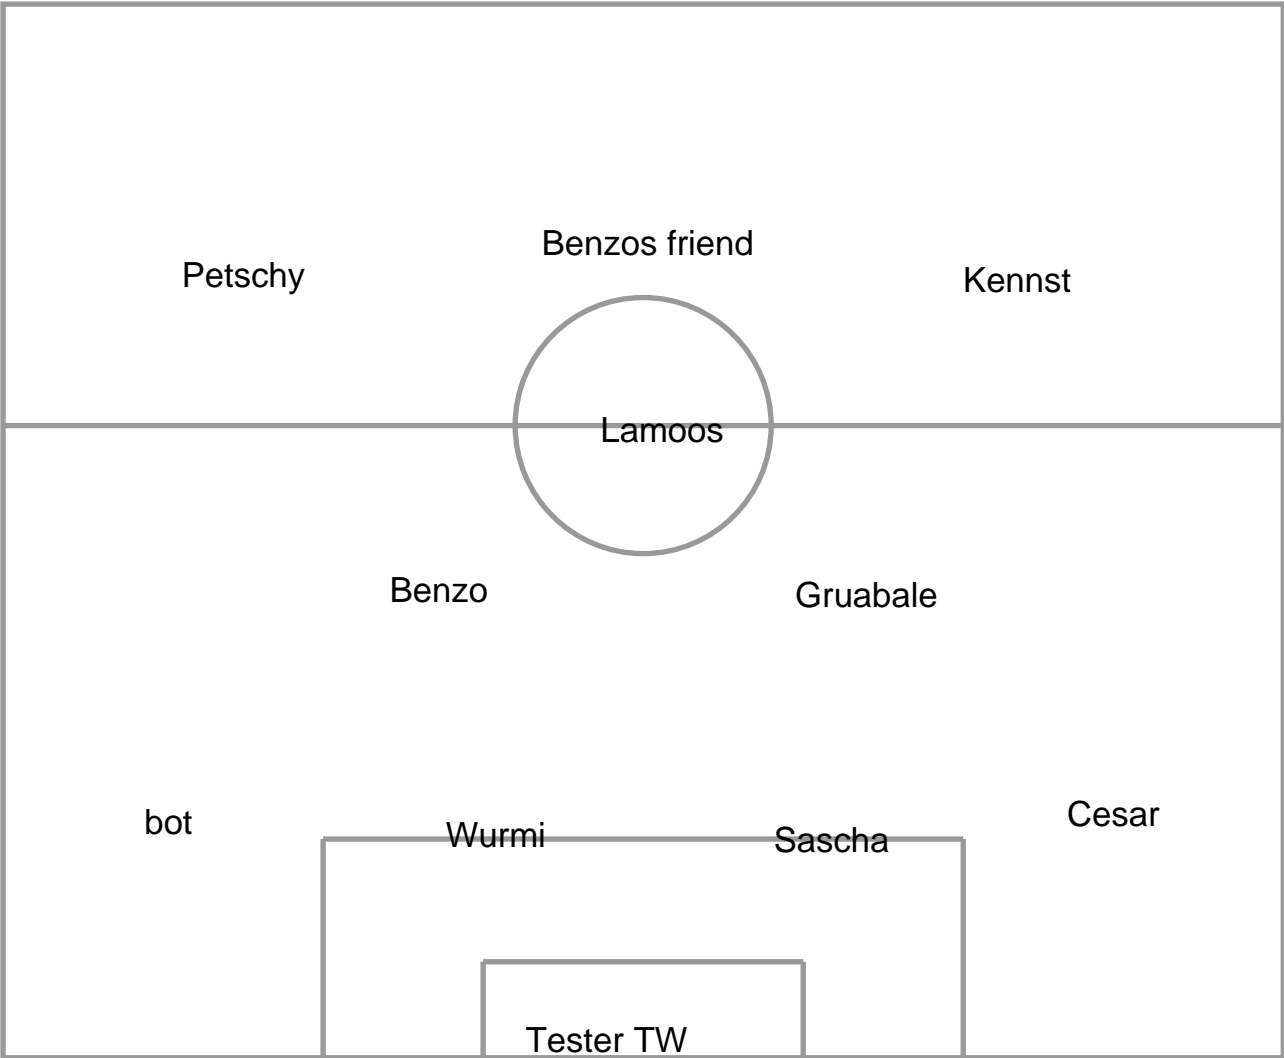 Benzos friend
Petschy
Kennst
Lamoos
Benzo
Gruabale
bot
Wurmi
Sascha
Cesar
Tester TW